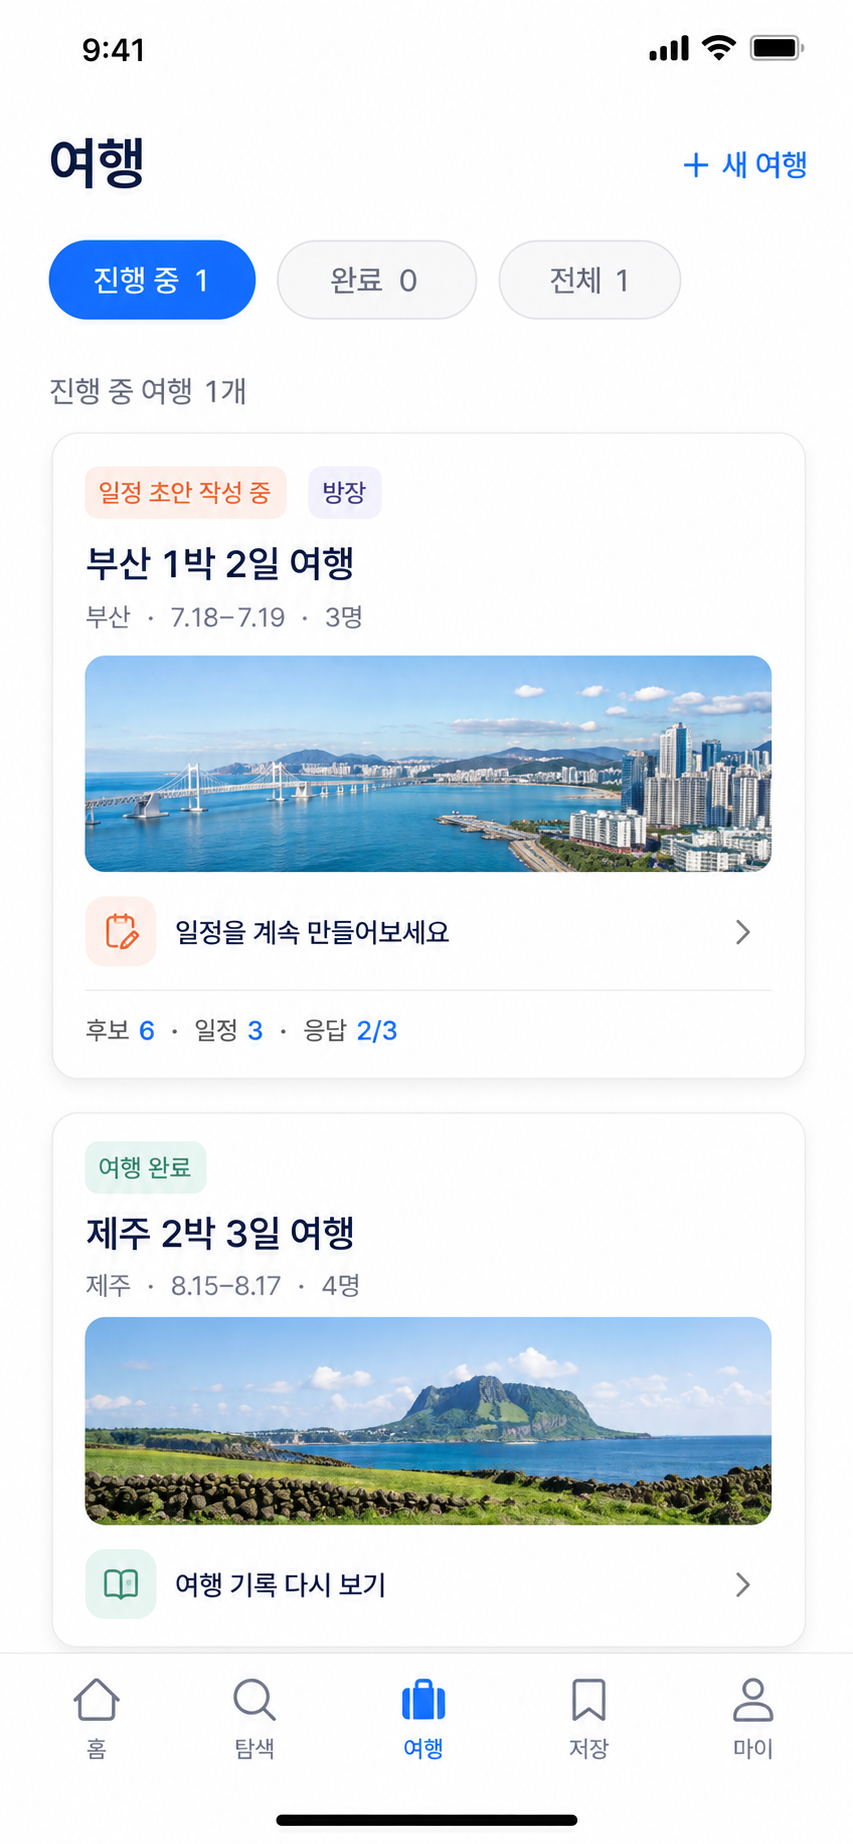 9:41
여행
+ 새 여행
진행 중 1
완료 0
전체 1
진행 중 여행 1개
일정 초안 작성 중
방장
부산 1박 2일 여행
부산 · 7.18–7.19 · 3명
일정을 계속 만들어보세요
후보 6 · 일정 3 · 응답 2/3
여행 완료
제주 2박 3일 여행
제주 · 8.15–8.17 · 4명
여행 기록 다시 보기
홈
탐색
여행
저장
마이